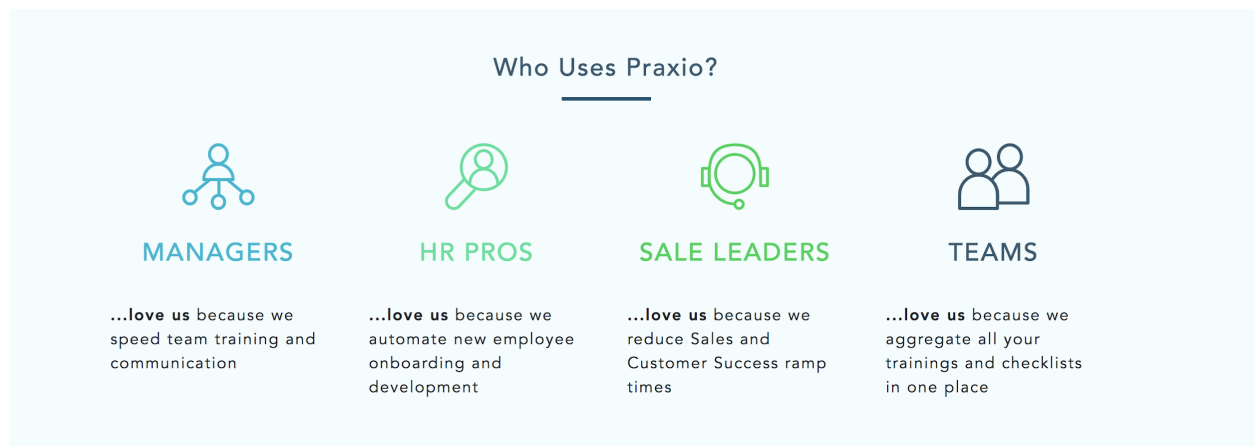 Who Uses Praxio?
MANAGERS
...love us because we
speed team training and
communication
HR PROS
...love us because we
automate new employee
onboarding and
development
SALE LEADERS
...love us because we
reduce Sales and
Customer Success ramp
times
TEAMS
...love us because we
aggregate all your
trainings and checklists
in one place